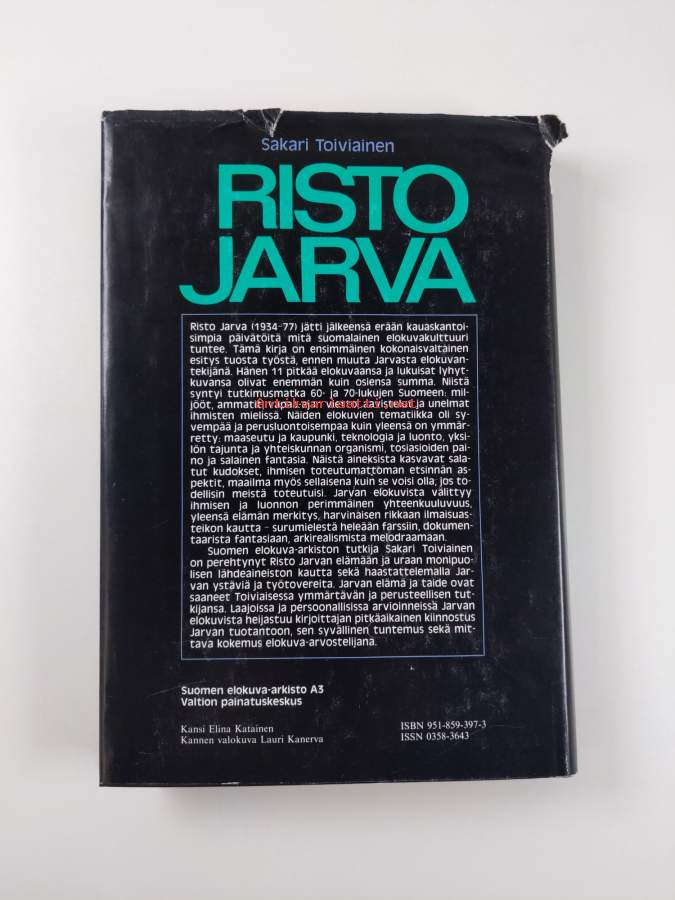 Sakari Toiviainen
RISTO
JARVA
Risto Jarva (1934-77) jätti jälkeensä erään kauaskantoi-
simpia päivätöitä mitä suomalainen elokuvakulttuuri
tuntee. Tämä kirja on ensimmäinen kokonaisvaltainen
esitys tuosta työstä, ennen muuta Jarvasta elokuvan-
tekijänä. Hänen 11 pitkää elokuvaansa ja lukuisat lyhyt-
kuvansa olivat enemmän kuin osiensa summa. Niistä
syntyi tutkimusmatka 60- ja 70-lukujen Suomeen: mil-
jööt, ammatit, vapaa-ajan vietto, taistelut ja unelmat
ihmisten mielissä. Näiden elokuvien tematiikka oli sy-
vempää ja perusluontoisempaa kuin yleensä on ymmär-
retty: maaseutu ja kaupunki, teknologia ja luonto, yksi-
lön tajunta ja yhteiskunnan organismi, tosiasioiden pai-
no ja salainen fantasia. Näistä aineksista kasvavat sala-
tut kudokset, ihmisen toteutumattoman etsinnän as-
pektit, maailma myös sellaisena kuin se voisi olla, jos to-
dellisin meistä toteutuisi. Jarvan elokuvista välittyy
ihmisen ja luonnon perimmäinen yhteenkuuluvuus,
yleensä elämän merkitys, harvinaisen rikkaan ilmaisuas-
teikon kautta – surumielestä heleään farssiin, dokumen-
taarista fantasiaan, arkirealismista melodraamaan.
Suomen elokuva-arkiston tutkija Sakari Toiviainen
on perehtynyt Risto Jarvan elämään ja uraan monipuo-
lisen lähdeaineiston kautta sekä haastattelemalla Jar-
van ystäviä ja työtovereita. Jarvan elämä ja taide ovat
saaneet Toiviaisessa ymmärtävän ja perusteellisen tut-
kijansa. Laajoissa ja persoonallisissa arvioinneissa Jarvan
elokuvista heijastuu kirjoittajan pitkäaikainen kiinnostus
Jarvan tuotantoon, sen syvällinen tuntemus sekä mit-
tava kokemus elokuva-arvostelijana.
Suomen elokuva-arkisto A3
Valtion painatuskeskus
Kansi Elina Katainen
Kannen valokuva Lauri Kanerva
ISBN 951-859-397-3
ISSN 0358-3643